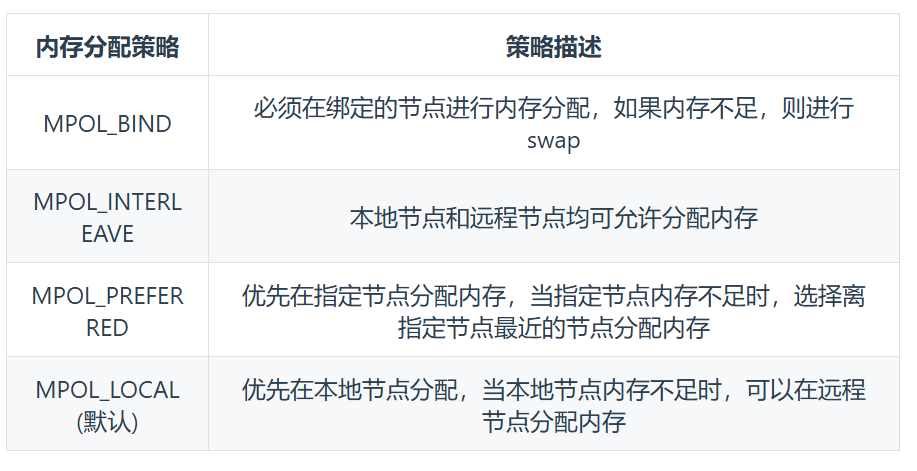 内存分配策略
策略描述
MPOL_BIND
必须在绑定的节点进行内存分配，如果内存不足，则进行
swap
MPOL_INTERL
EAVE
本地节点和远程节点均可允许分配内存
MPOL_PREFER
RED
优先在指定节点分配内存，当指定节点内存不足时，选择离
指定节点最近的节点分配内存
MPOL_LOCAL
(默认)
优先在本地节点分配，当本地节点内存不足时，可以在远程
节点分配内存